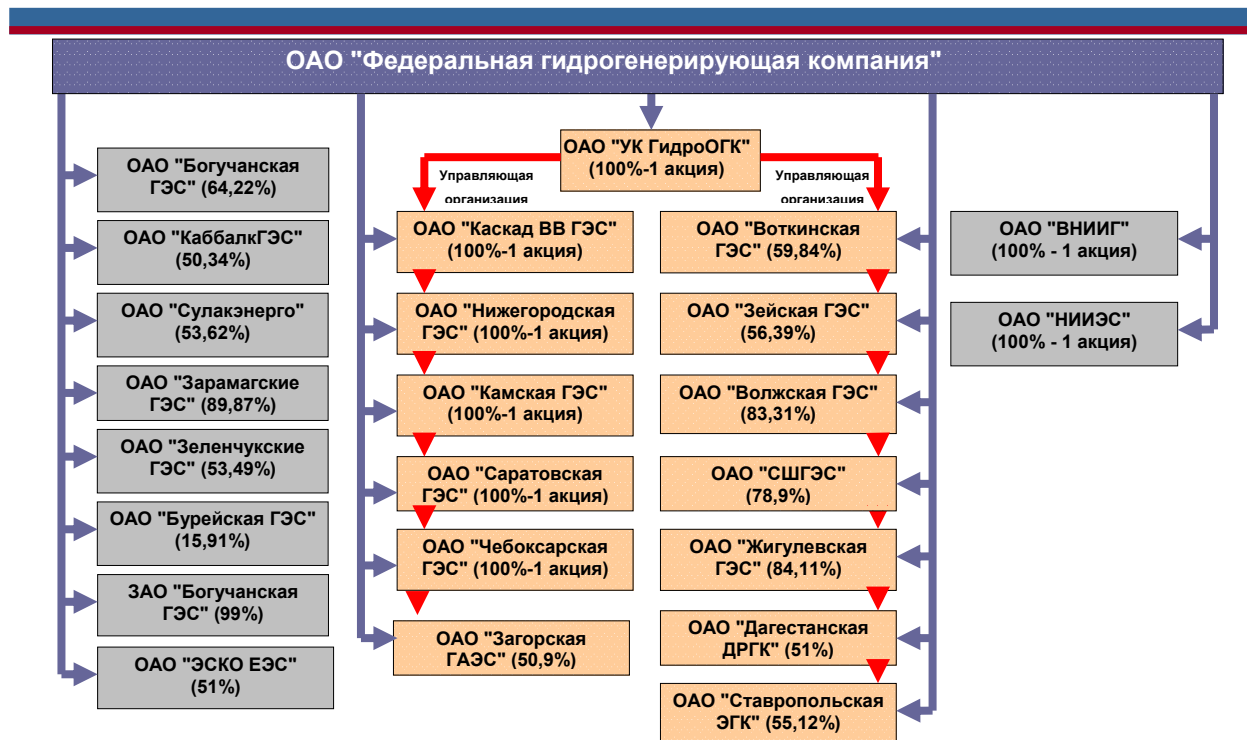 ОАО "Федеральная гидрогенерирующая компания"
ОАО "УК ГидроОГК"
(100%-1 акция)
Управляющая
организация
Управляющая
организация
ОАО "Богучанская
ГЭС" (64,22%)
ОАО "КаббалкГЭС"
(50,34%)
ОАО "Сулакэнерго"
(53,62%)
ОАО "Зарамагские
ГЭС" (89,87%)
ОАО "Зеленчукские
ГЭС" (53,49%)
ОАО "Бурейская ГЭС"
(15,91%)
ЗАО "Богучанская
ГЭС" (99%)
ОАО "ЭСКО ЕЭС"
(51%)
ОАО "Каскад ВВ ГЭС"
(100%-1 акция)
ОАО "Нижегородская
ГЭС" (100%-1 акция)
ОАО "Камская ГЭС"
(100%-1 акция)
ОАО "Саратовская
ГЭС" (100%-1 акция)
ОАО "Чебоксарская
ГЭС" (100%-1 акция)
ОАО "Загорская
ГАЭС" (50,9%)
ОАО "Воткинская
ГЭС" (59,84%)
ОАО "Зейская ГЭС"
(56,39%)
ОАО "Волжская ГЭС"
(83,31%)
ОАО "СШГЭС"
(78,9%)
ОАО "Жигулевская
ГЭС" (84,11%)
ОАО "Дагестанская
ДРГК" (51%)
ОАО "Ставропольская
ЭГК" (55,12%)
ОАО "ВНИИГ"
(100% - 1 акция)
ОАО "НИИЭС"
(100% - 1 акция)